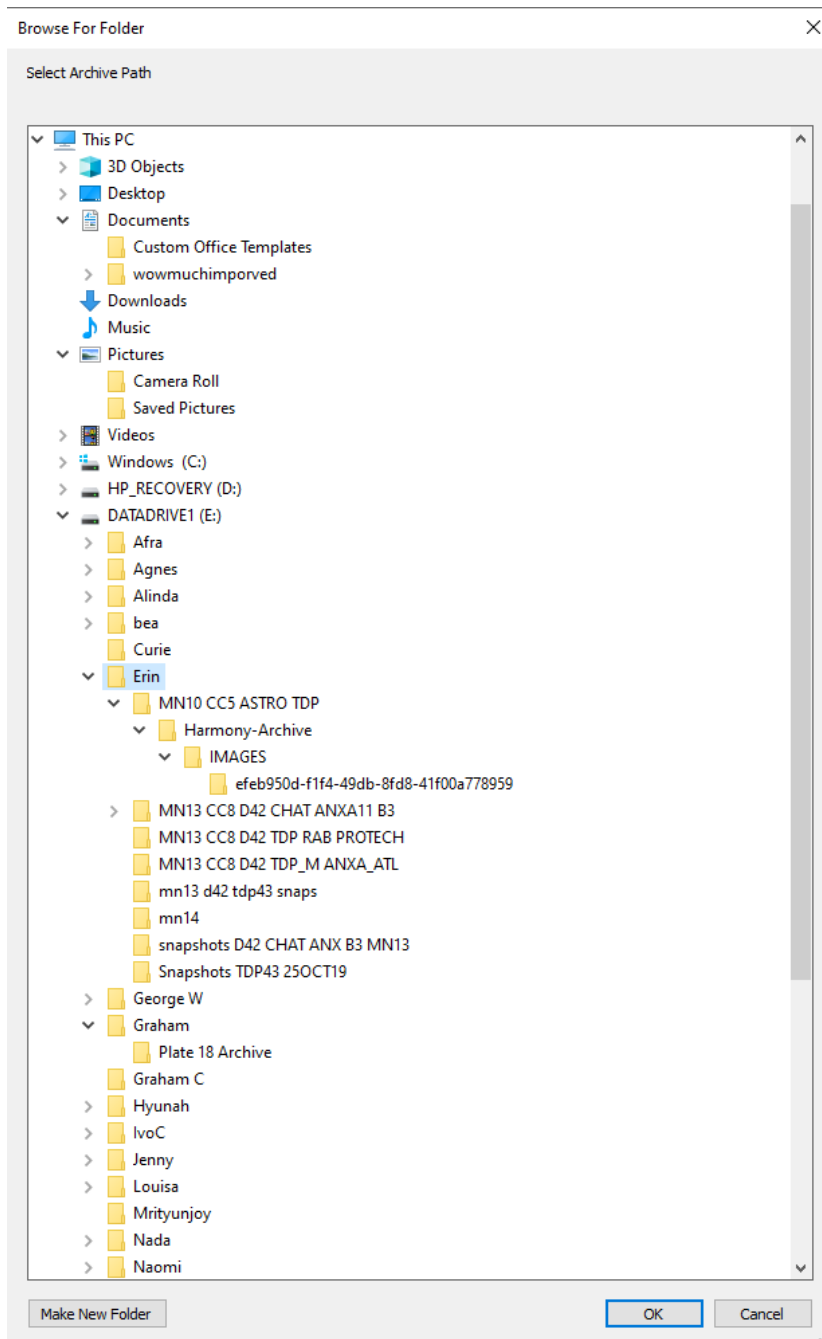 Browse For Folder
Select Archive Path
This PC
3D Objects
Desktop
Documents
Custom Office Templates
wowmuchimporved
Downloads
Music
Pictures
Camera Roll
Saved Pictures
Videos
Windows (C:)
HP_RECOVERY (D:)
DATADRIVE1 (E:)
Afra
Agnes
Alinda
bea
Curie
Erin
MN10 CC5 ASTRO TDP
Harmony-Archive
IMAGES
efeb950d-f1f4-49db-8fd8-41f00a778959
MN13 CC8 D42 CHAT ANXA11 B3
MN13 CC8 D42 TDP RAB PROTECH
MN13 CC8 D42 TDP_M ANXA_ATL
mn13 d42 tdp43 snaps
mn14
snapshots D42 CHAT ANX B3 MN13
Snapshots TDP43 25OCT19
George W
Graham
Plate 18 Archive
Graham C
Hyunah
IvoC
Jenny
Louisa
Mrityunjoy
Nada
Naomi
Make New Folder OK Cancel